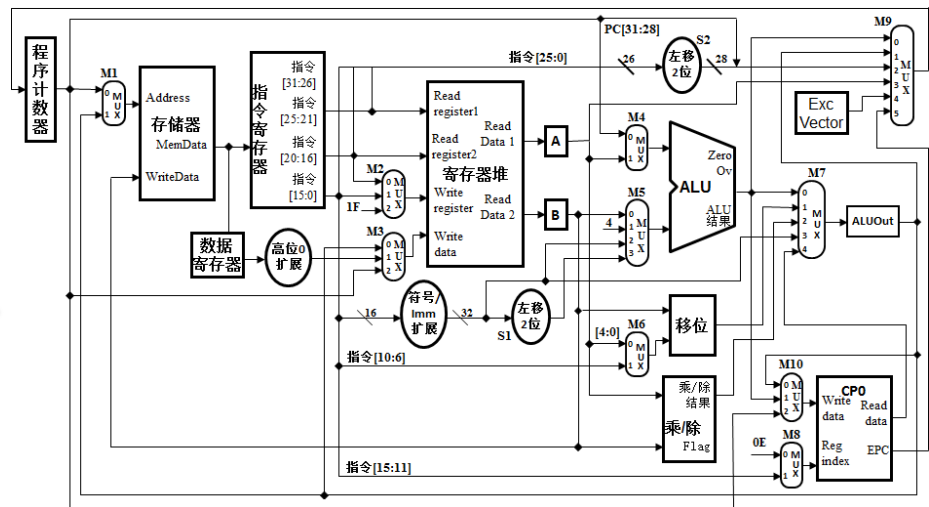 程序计数器
M1
0
1
MUX
Address
存储器
MemData
WriteData
指令寄存器
指令
[31:26]
指令
[25:21]
指令
[20:16]
指令
[15:0]
数据
寄存器
高位0
扩展
M2
0
1
2
MUX
1F
M3
0
1
2
MUX
Read
register1
Read
register2
寄存器堆
Write
register
Write
data
Read
Data 1
Read
Data 2
A
B
指令[25:0]
26
左移
2位
S2
28
PC[31:28]
M4
0
1
MUX
M5
0
1
2
3
MUX
4
ALU
Zero
Ov
ALU
结果
M7
0
1
2
3
4
MUX
ALUOut
M9
0
1
2
3
4
5
MUX
Exc
Vector
16
符号/
Imm
扩展
32
左移
2位
S1
[4:0]
M6
0
1
MUX
移位
指令[10:6]
乘/除
结果
乘/除
Flag
M10
0
1
2
MUX
CP0
Write
data
Read
data
Reg
index
EPC
M8
0E
0
1
MUX
指令[15:11]